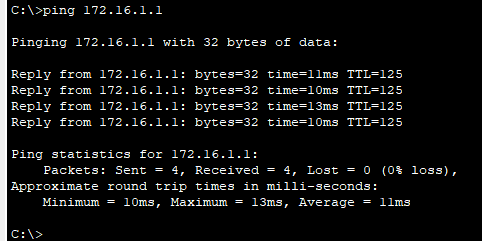 C:\>ping 172.16.1.1
Pinging 172.16.1.1 with 32 bytes of data:
Reply from 172.16.1.1: bytes=32 time=11ms TTL=125
Reply from 172.16.1.1: bytes=32 time=10ms TTL=125
Reply from 172.16.1.1: bytes=32 time=13ms TTL=125
Reply from 172.16.1.1: bytes=32 time=10ms TTL=125
Ping statistics for 172.16.1.1:
    Packets: Sent = 4, Received = 4, Lost = 0 (0% loss),
Approximate round trip times in milli-seconds:
    Minimum = 10ms, Maximum = 13ms, Average = 11ms
C:\>